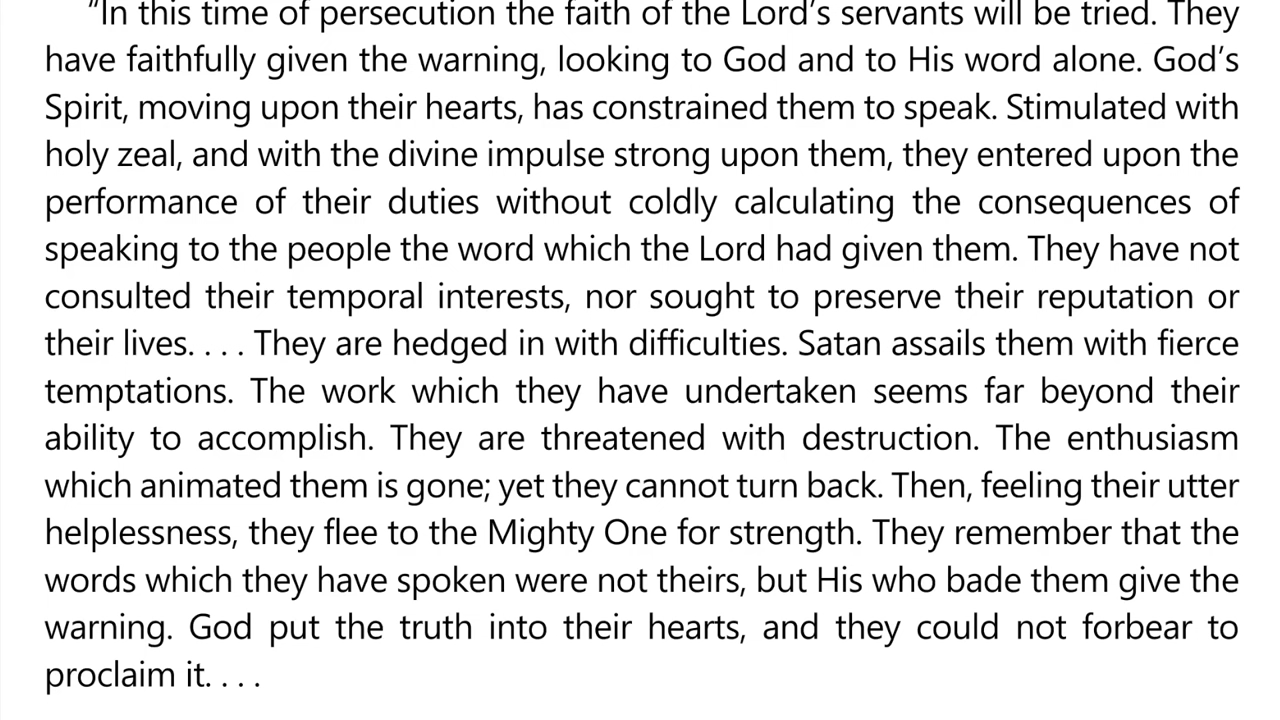 “In this time of persecution the faith of the Lord’s servants will be tried. They
have faithfully given the warning, looking to God and to His word alone. God’s
Spirit, moving upon their hearts, has constrained them to speak. Stimulated with
holy zeal, and with the divine impulse strong upon them, they entered upon the
performance of their duties without coldly calculating the consequences of
speaking to the people the word which the Lord had given them. They have not
consulted their temporal interests, nor sought to preserve their reputation or
their lives. . . . They are hedged in with difficulties. Satan assails them with fierce
temptations. The work which they have undertaken seems far beyond their
ability to accomplish. They are threatened with destruction. The enthusiasm
which animated them is gone; yet they cannot turn back. Then, feeling their utter
helplessness, they flee to the Mighty One for strength. They remember that the
words which they have spoken were not theirs, but His who bade them give the
warning. God put the truth into their hearts, and they could not forbear to
proclaim it. . . .